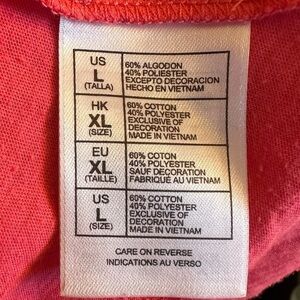 US
L
(TALLA)
60% ALGODON
40% POLIESTER
EXCEPTO DECORACION
HECHO EN VIETNAM
HK
XL
(SIZE)
60% COTTON
40% POLYESTER
EXCLUSIVE OF
DECORATION
MADE IN VIETNAM
EU
XL
(TAILLE)
60% COTON
40% POLYESTER
SAUF DECORATION
FABRIQUÉ AU VIETNAM
US
L
(SIZE)
60% COTTON
40% POLYESTER
EXCLUSIVE OF
DECORATION
MADE IN VIETNAM
CARE ON REVERSE
INDICATIONS AU VERSO